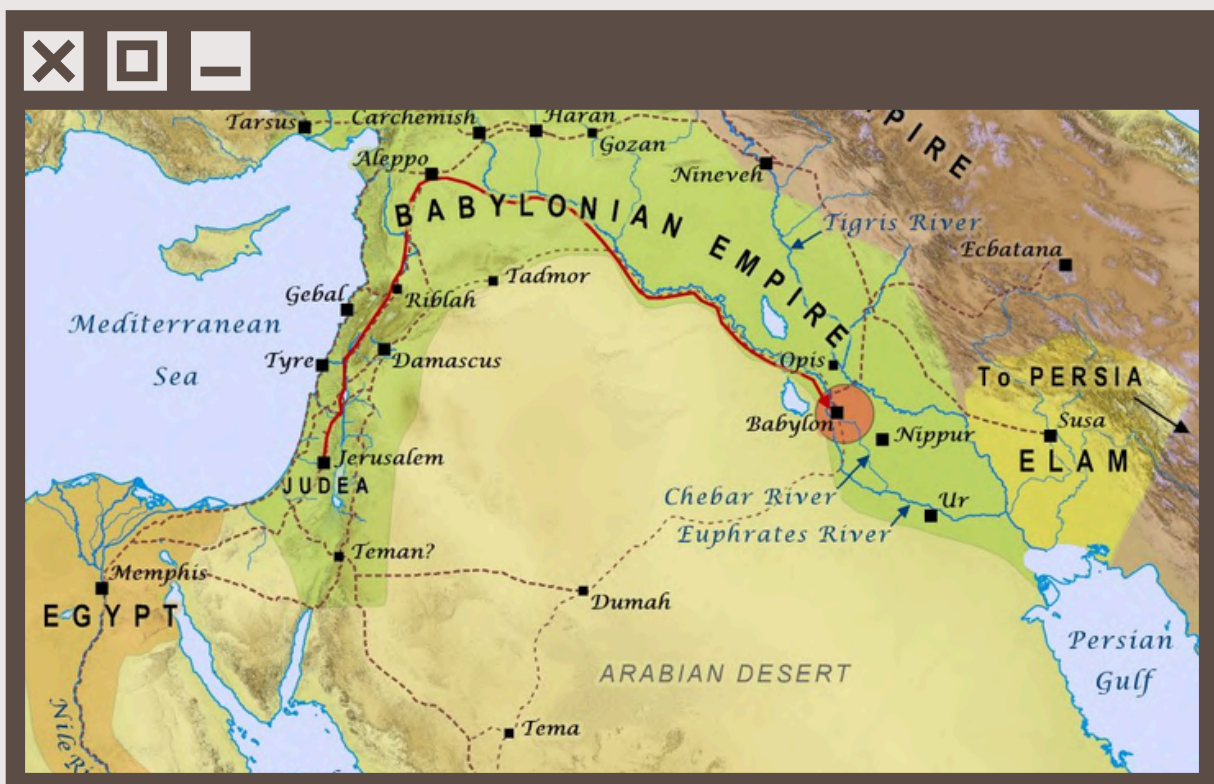 Tarsus
Carchemish
Haran
Gozan
Aleppo
Nineveh
PIRE
BABYLONIAN EMPIRE
Tigris River
Ecbatana
Tadmor
Gebal
Riblah
Mediterranean
Sea
Tyre
Damascus
Opis
To PERSIA
Babylon
Nippur
Susa
ELAM
Jerusalem
JUDEA
Chebar River
Ur
Euphrates River
Teman?
Memphis
EGYPT
Dumah
Persian
Gulf
ARABIAN DESERT
Nile R
Tema